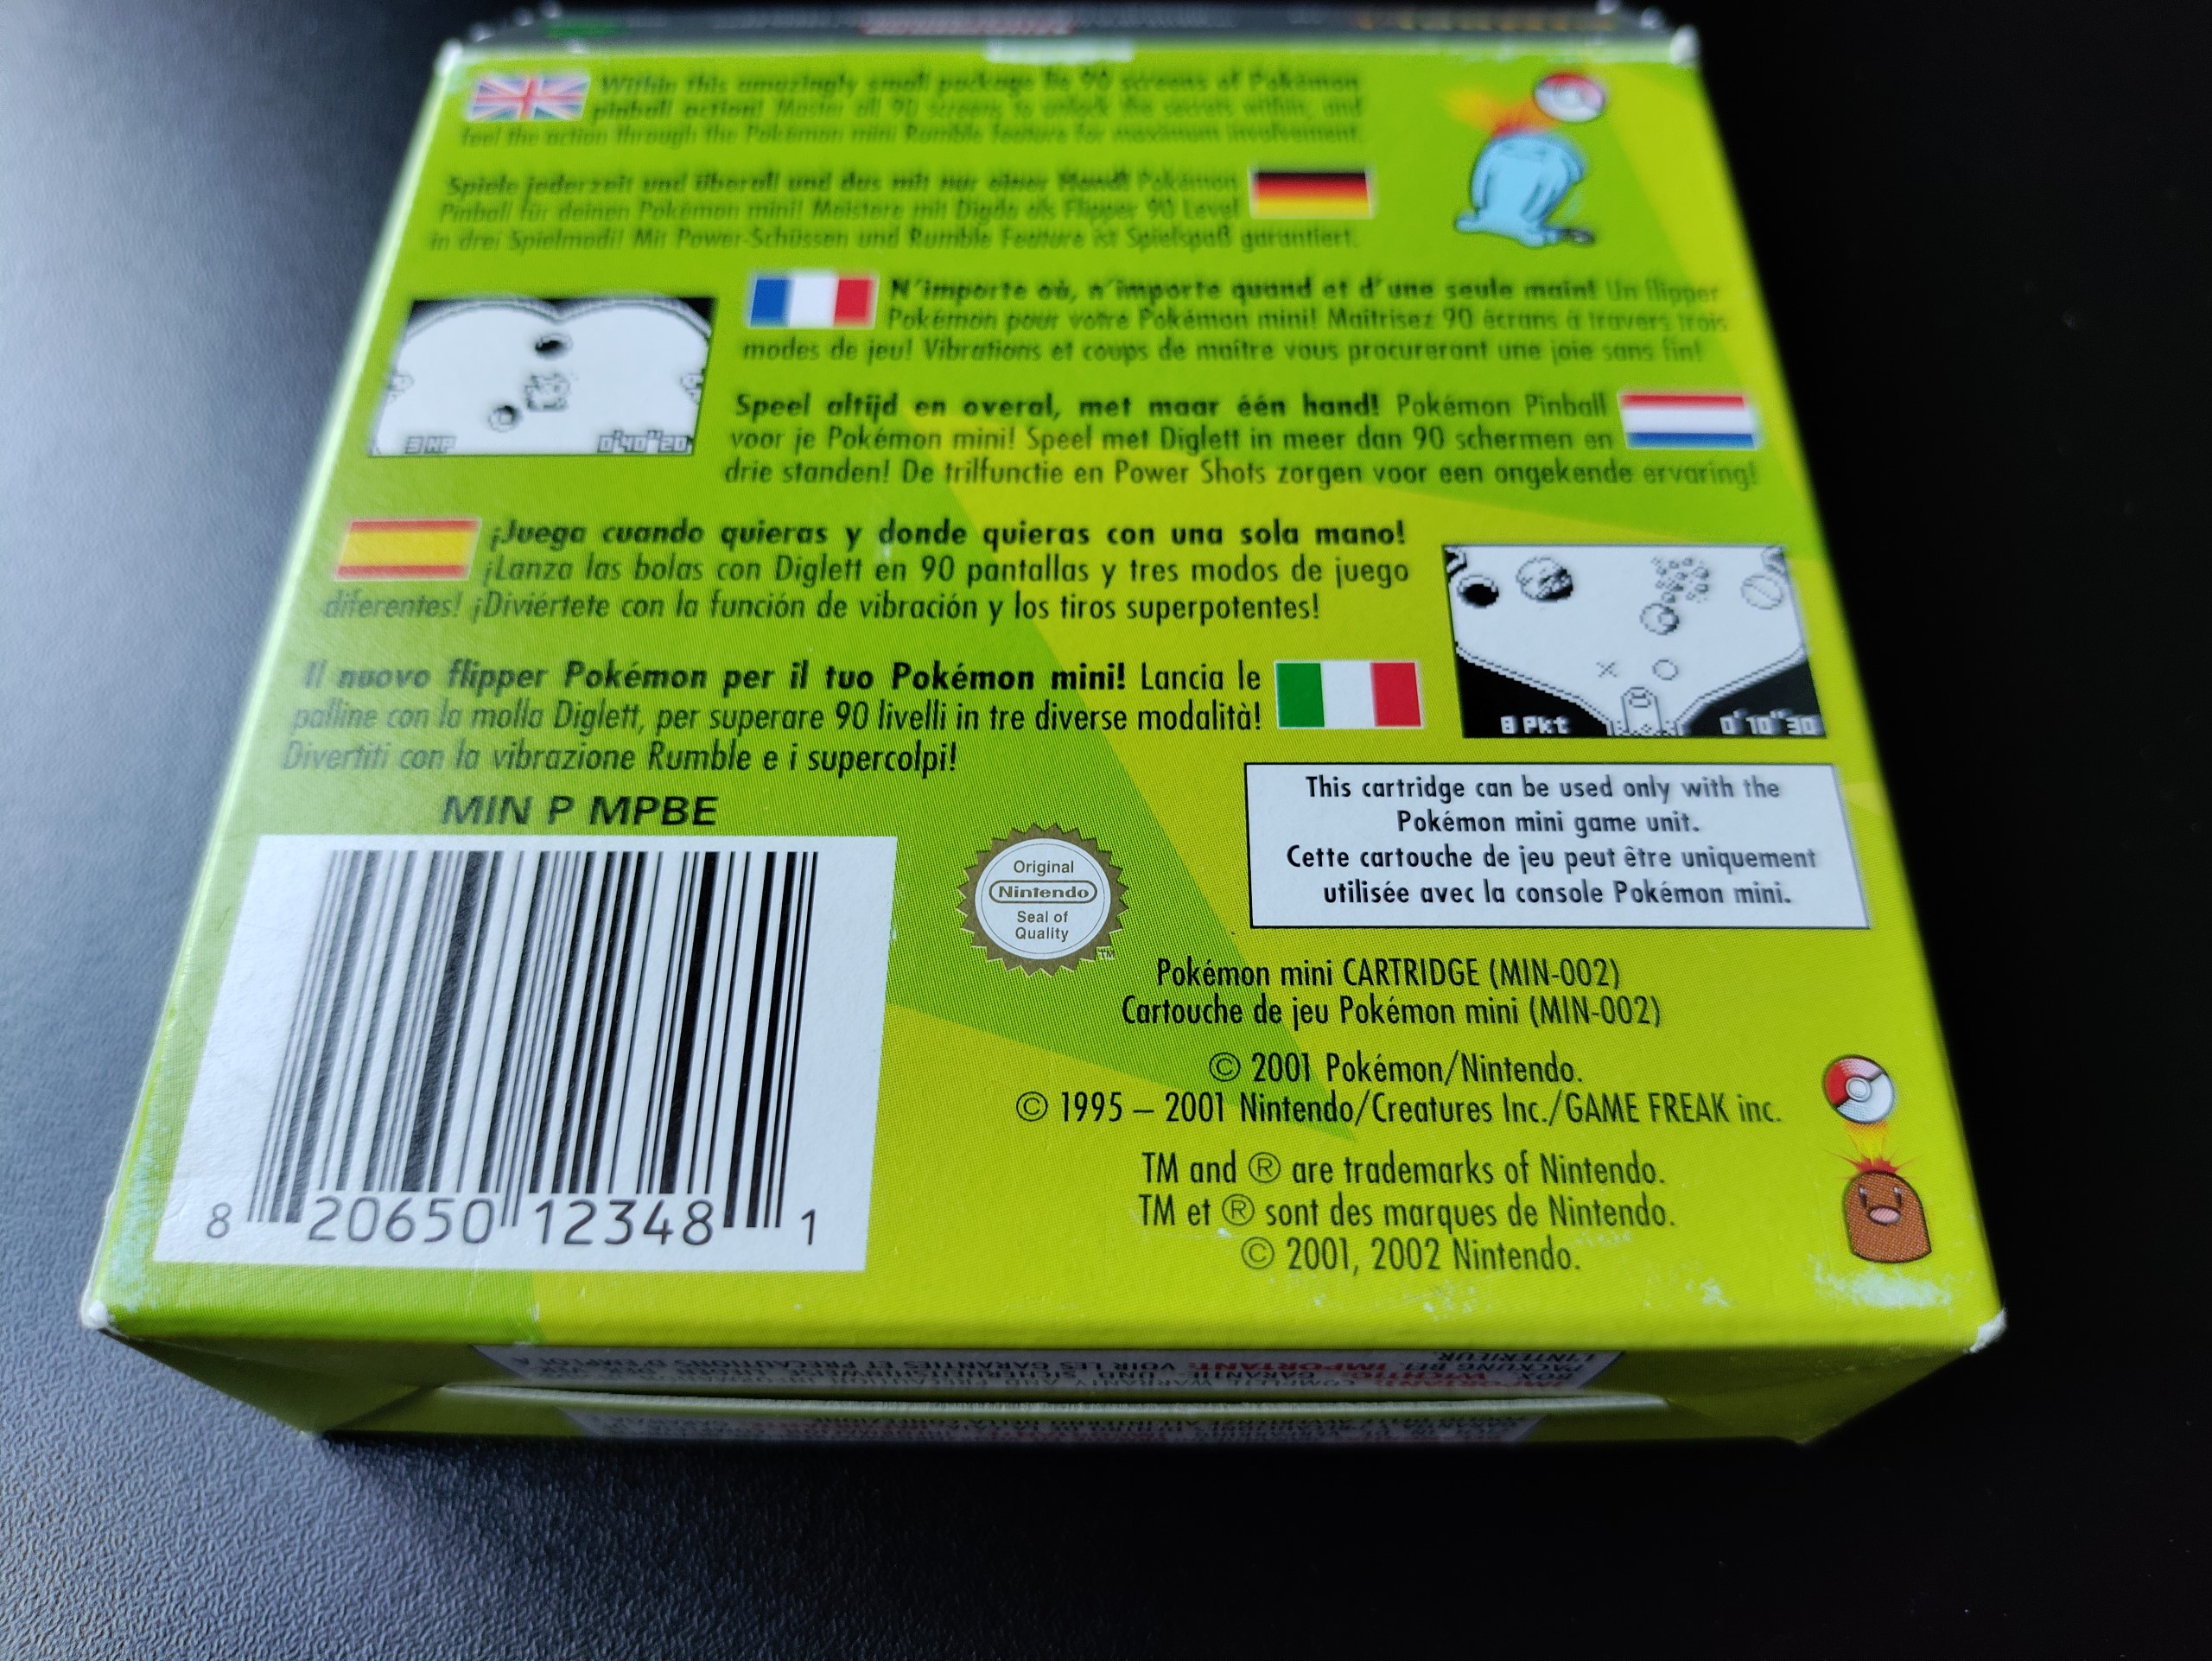 Within this amazingly small package lie 90 screens of Pokémon
pinball action! Master all 90 screens to unlock the secrets within, and
feel the action through the Pokémon mini Rumble feature for maximum involvement.
Spiele jederzeit und überall und das mit nur einer Hand! Pokémon
Pinball für deinen Pokémon mini! Meistere mit Digda als Flipper 90 Level
in drei Spielmodi! Mit Power-Schüssen und Rumble Feature ist Spielspaß garantiert.
N'importe où, n'importe quand et d'une seule main! Un flipper
Pokémon pour votre Pokémon mini! Maîtrisez 90 écrans à travers trois
modes de jeu! Vibrations et coups de maître vous procureront une joie sans fin!
3 HP 0'40"20
Speel altijd en overal, met maar één hand! Pokémon Pinball
voor je Pokémon mini! Speel met Diglett in meer dan 90 schermen en
drie standen! De trilfunctie en Power Shots zorgen voor een ongekende ervaring!
¡Juega cuando quieras y donde quieras con una sola mano!
¡Lanza las bolas con Diglett en 90 pantallas y tres modos de juego
diferentes! ¡Diviértete con la función de vibración y los tiros superpotentes!
Il nuovo flipper Pokémon per il tuo Pokémon mini! Lancia le
palline con la molla Diglett, per superare 90 livelli in tre diverse modalità!
Divertiti con la vibrazione Rumble e i supercolpi!
8 Pkt 0'10"30
This cartridge can be used only with the
Pokémon mini game unit.
Cette cartouche de jeu peut être uniquement
utilisée avec la console Pokémon mini.
MIN P MPBE
8 20650 12348 1
Original
Nintendo
Seal of
Quality
TM
Pokémon mini CARTRIDGE (MIN-002)
Cartouche de jeu Pokémon mini (MIN-002)
© 2001 Pokémon/Nintendo.
© 1995 – 2001 Nintendo/Creatures Inc./GAME FREAK inc.
TM and ® are trademarks of Nintendo.
TM et ® sont des marques de Nintendo.
© 2001, 2002 Nintendo.